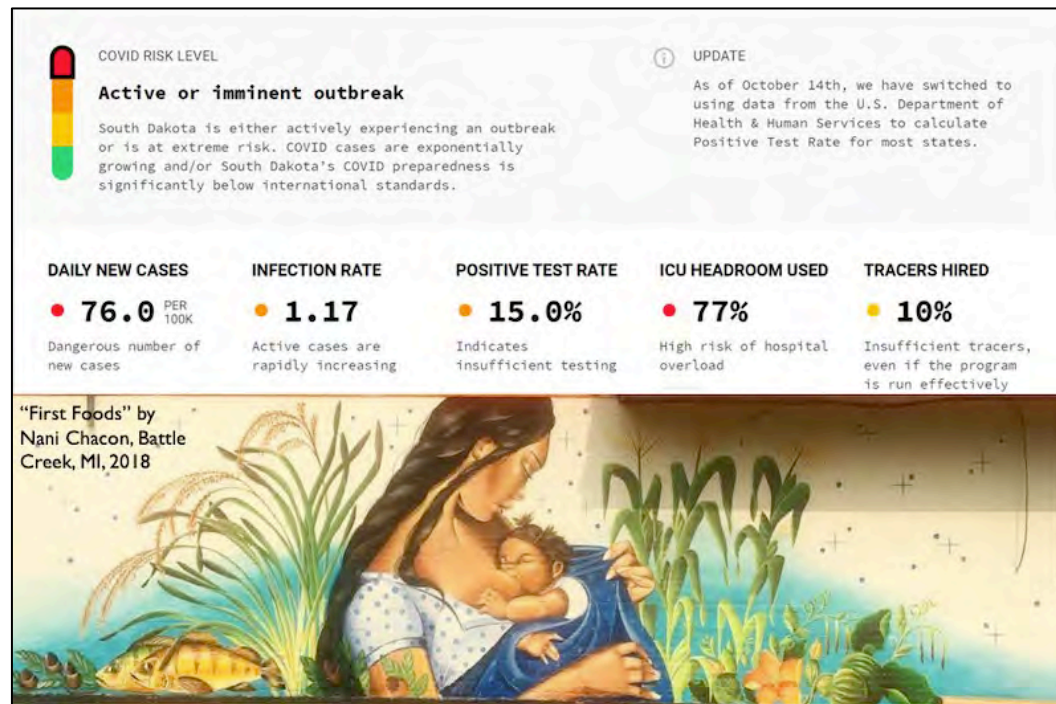 COVID RISK LEVEL
Active or imminent outbreak
South Dakota is either actively experiencing an outbreak
or is at extreme risk. COVID cases are exponentially
growing and/or South Dakota's COVID preparedness is
significantly below international standards.
UPDATE
As of October 14th, we have switched to
using data from the U.S. Department of
Health & Human Services to calculate
Positive Test Rate for most states.
DAILY NEW CASES
76.0 PER
100K
Dangerous number of
new cases
INFECTION RATE
1.17
Active cases are
rapidly increasing
POSITIVE TEST RATE
15.0%
Indicates
insufficient testing
ICU HEADROOM USED
77%
High risk of hospital
overload
TRACERS HIRED
10%
Insufficient tracers,
even if the program
is run effectively
"First Foods" by
Nani Chacon, Battle
Creek, MI, 2018